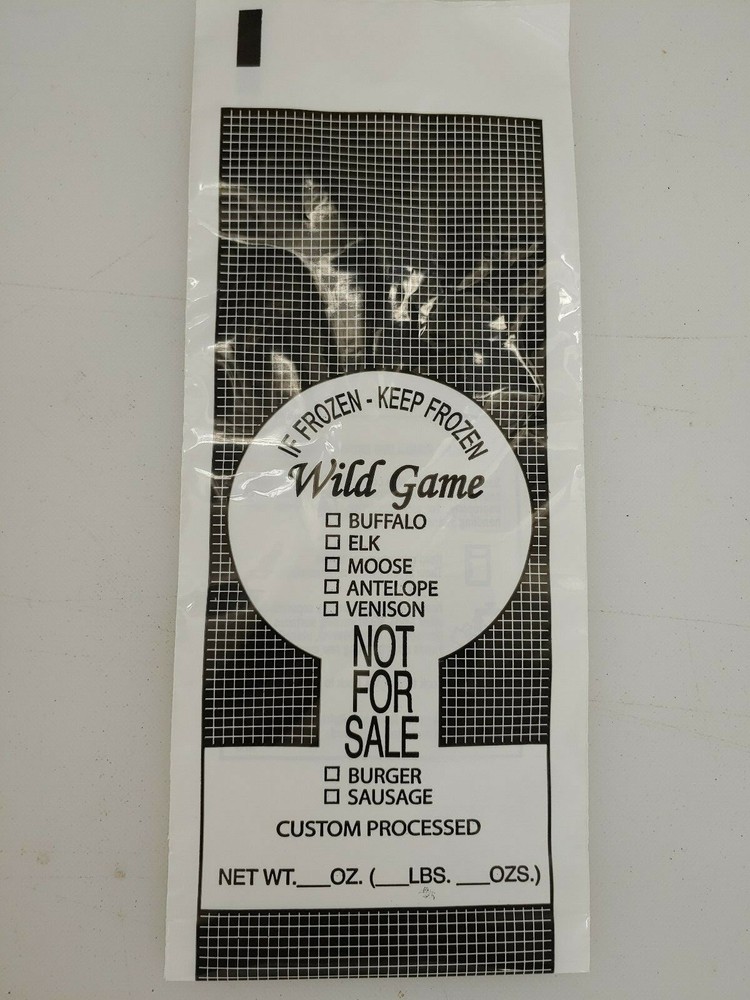 IF FROZEN - KEEP FROZEN
Wild Game
☐ BUFFALO
☐ ELK
☐ MOOSE
☐ ANTELOPE
☐ VENISON
NOT
FOR
SALE
☐ BURGER
☐ SAUSAGE
CUSTOM PROCESSED
NET WT.___OZ. (___LBS. ___OZS.)